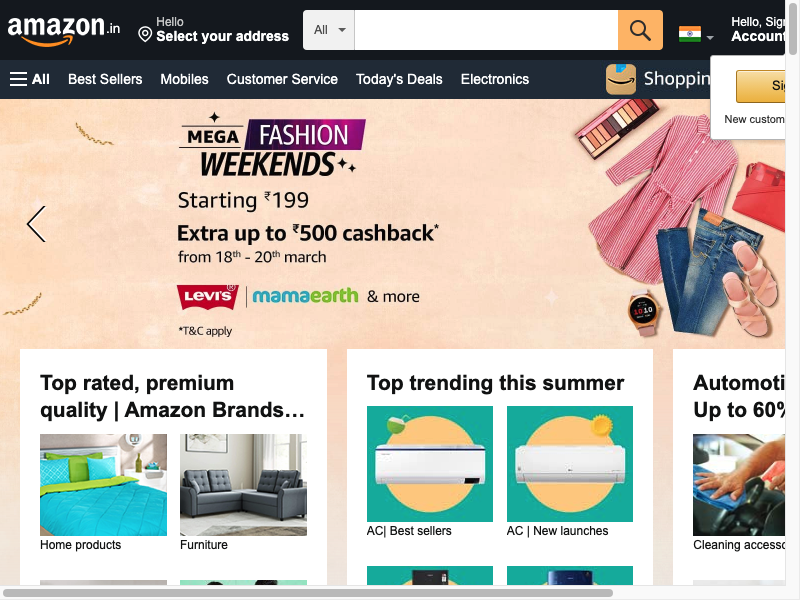 amazon.in
Hello
Select your address
All
Hello, Sign
Account
All
Best Sellers
Mobiles
Customer Service
Today's Deals
Electronics
Shoppin
Si
New custom
MEGA FASHION
WEEKENDS
Starting ₹199
Extra up to ₹500 cashback*
from 18th - 20th march
LEVI'S® | mamaearth & more
*T&C apply
10 10
Top rated, premium
quality | Amazon Brands…
Home products
Furniture
Top trending this summer
AC| Best sellers
AC | New launches
Automoti
Up to 60%
Cleaning accesso